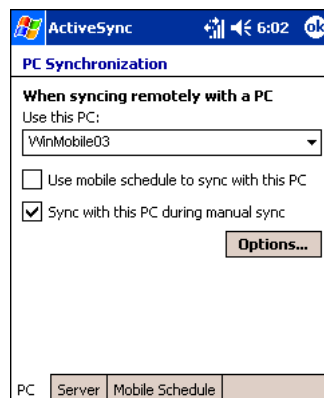 ActiveSync 6:02 ok
PC Synchronization
When syncing remotely with a PC
Use this PC:
WinMobile03
Use mobile schedule to sync with this PC
Sync with this PC during manual sync
Options...
PC Server Mobile Schedule